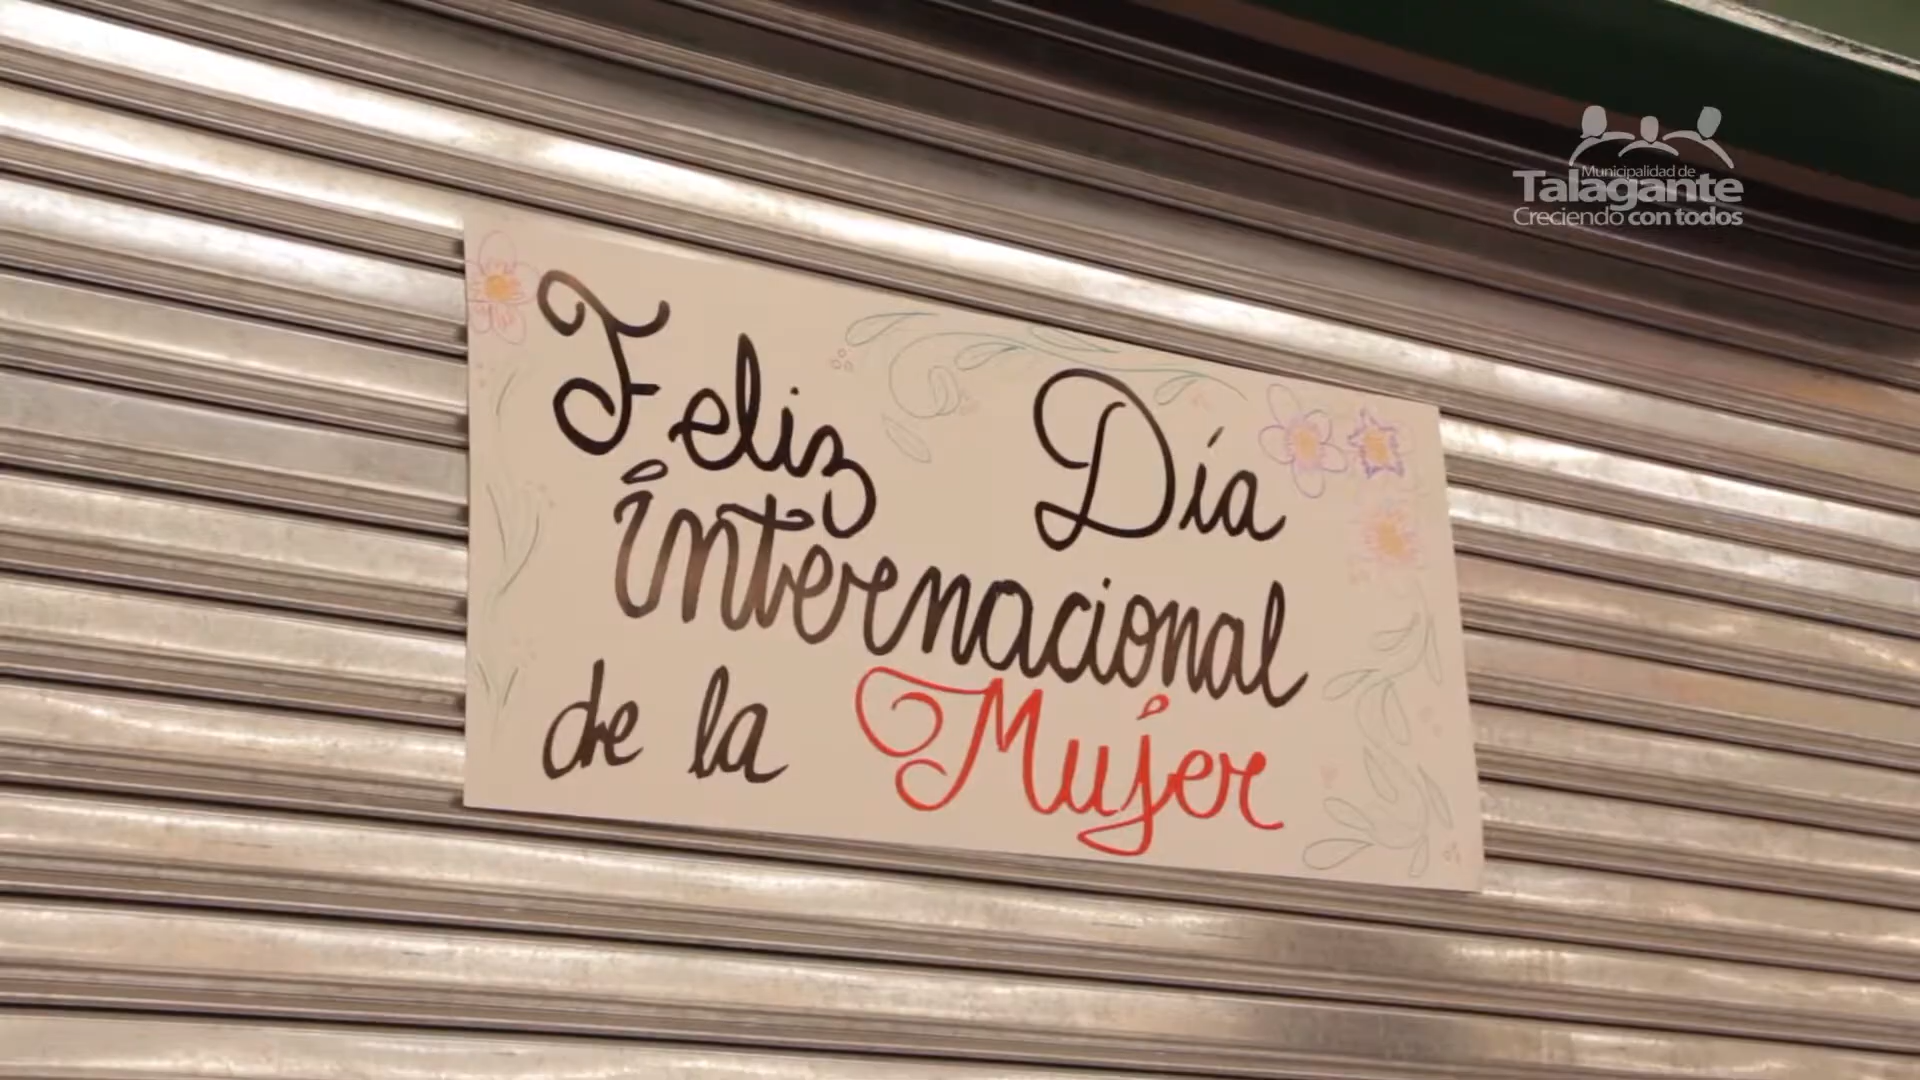 Municipalidad de
Talagante
Creciendo con todos
Feliz Día
internacional
de la Mujer